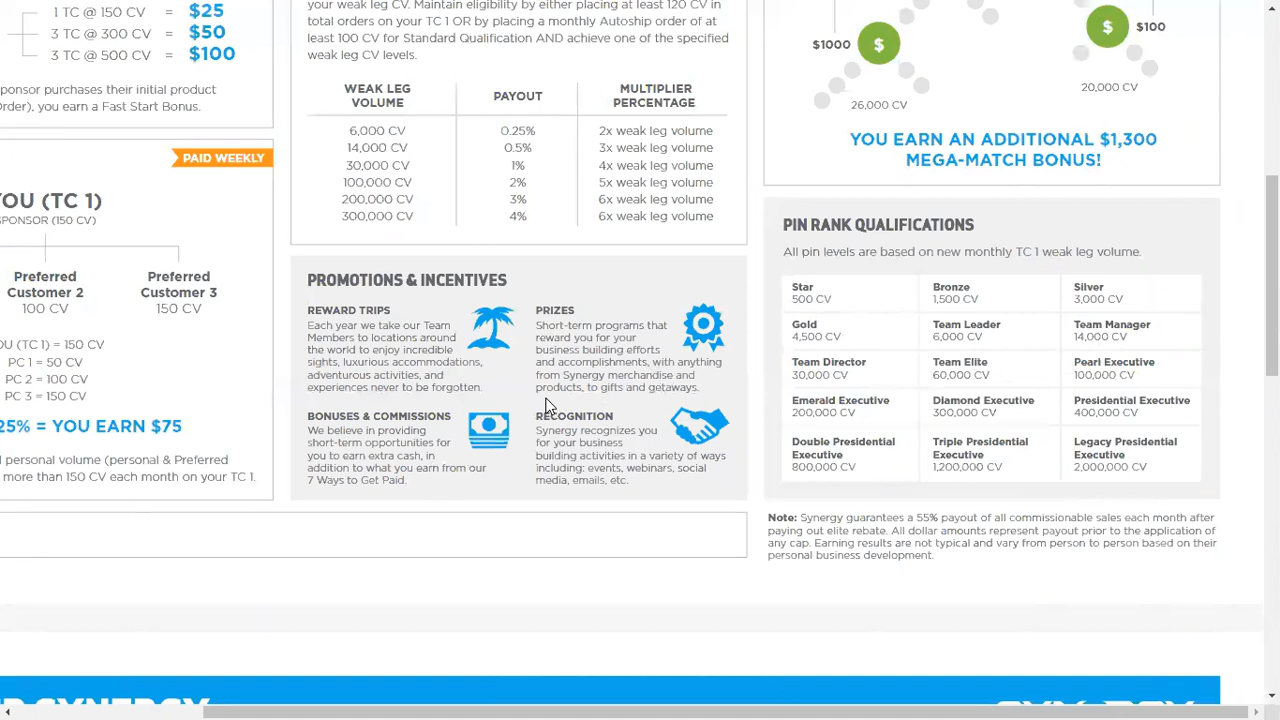 1 TC @ 150 CV = $25
3 TC @ 300 CV = $50
3 TC @ 500 CV = $100
ponsor purchases their initial product
Order), you earn a Fast Start Bonus.
PAID WEEKLY
YOU (TC 1)
SPONSOR (150 CV)
Preferred
Customer 2
100 CV
Preferred
Customer 3
150 CV
YOU (TC 1) = 150 CV
PC 1 = 50 CV
PC 2 = 100 CV
PC 3 = 150 CV
25% = YOU EARN $75
l personal volume (personal & Preferred
more than 150 CV each month on your TC 1.
your weak leg CV. Maintain eligibility by either placing at least 120 CV in
total orders on your TC 1 OR by placing a monthly Autoship order of at
least 100 CV for Standard Qualification AND achieve one of the specified
weak leg CV levels.
WEAK LEG
VOLUME
PAYOUT
MULTIPLIER
PERCENTAGE
6,000 CV 0.25% 2x weak leg volume
14,000 CV 0.5% 3x weak leg volume
30,000 CV 1% 4x weak leg volume
100,000 CV 2% 5x weak leg volume
200,000 CV 3% 6x weak leg volume
300,000 CV 4% 6x weak leg volume
PROMOTIONS & INCENTIVES
REWARD TRIPS
Each year we take our Team
Members to locations around
the world to enjoy incredible
sights, luxurious accommodations,
adventurous activities, and
experiences never to be forgotten.
PRIZES
Short-term programs that
reward you for your
business building efforts
and accomplishments, with anything
from Synergy merchandise and
products, to gifts and getaways.
BONUSES & COMMISSIONS
We believe in providing
short-term opportunities for
you to earn extra cash, in
addition to what you earn from our
7 Ways to Get Paid.
RECOGNITION
Synergy recognizes you
for your business
building activities in a variety of ways
including: events, webinars, social
media, emails, etc.
$1000
$
26,000 CV
$
$100
20,000 CV
YOU EARN AN ADDITIONAL $1,300
MEGA-MATCH BONUS!
PIN RANK QUALIFICATIONS
All pin levels are based on new monthly TC 1 weak leg volume.
Star
500 CV
Bronze
1,500 CV
Silver
3,000 CV
Gold
4,500 CV
Team Leader
6,000 CV
Team Manager
14,000 CV
Team Director
30,000 CV
Team Elite
60,000 CV
Pearl Executive
100,000 CV
Emerald Executive
200,000 CV
Diamond Executive
300,000 CV
Presidential Executive
400,000 CV
Double Presidential
Executive
800,000 CV
Triple Presidential
Executive
1,200,000 CV
Legacy Presidential
Executive
2,000,000 CV
Note: Synergy guarantees a 55% payout of all commissionable sales each month after
paying out elite rebate. All dollar amounts represent payout prior to the application of
any cap. Earning results are not typical and vary from person to person based on their
personal business development.
SYNERGY